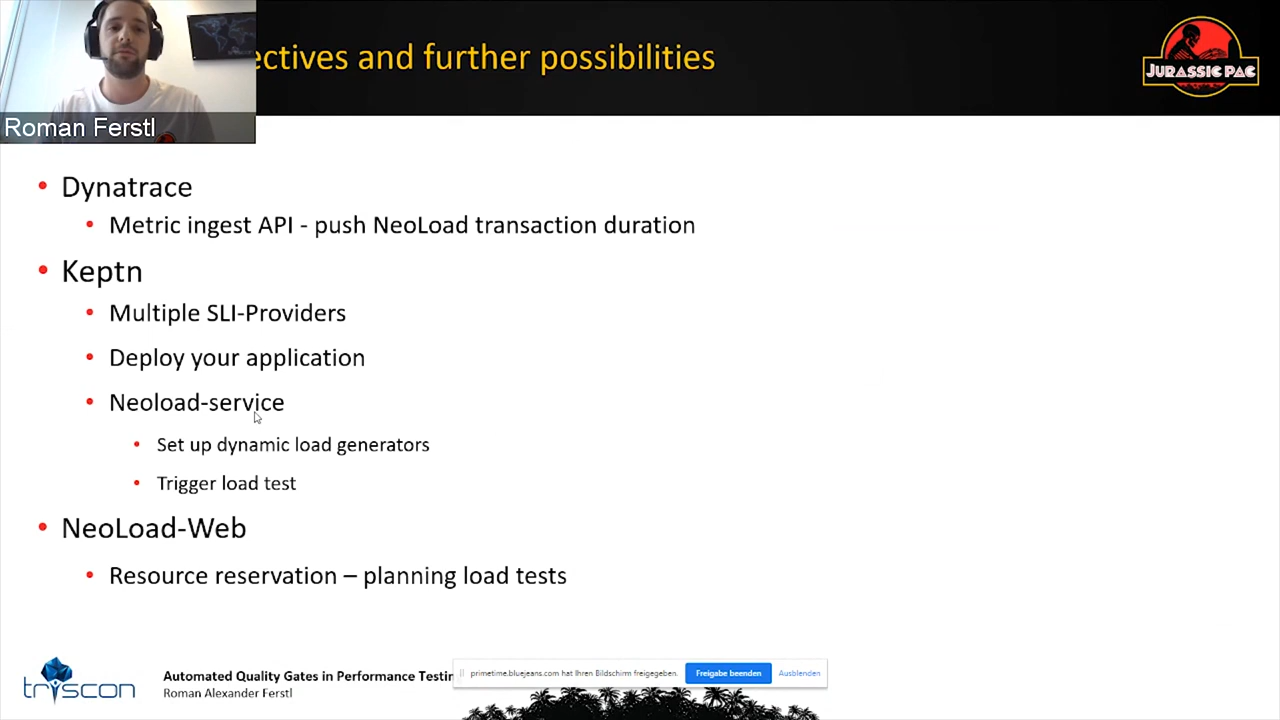 ectives and further possibilities
JURASSIC PAC
Roman Ferstl
• Dynatrace
• Metric ingest API - push NeoLoad transaction duration
• Keptn
• Multiple SLI-Providers
• Deploy your application
• Neoload-service
• Set up dynamic load generators
• Trigger load test
• NeoLoad-Web
• Resource reservation – planning load tests
triscon
Automated Quality Gates in Performance Testin
Roman Alexander Ferstl
primetime.bluejeans.com hat Ihren Bildschirm freigegeben.
Freigabe beenden
Ausblenden